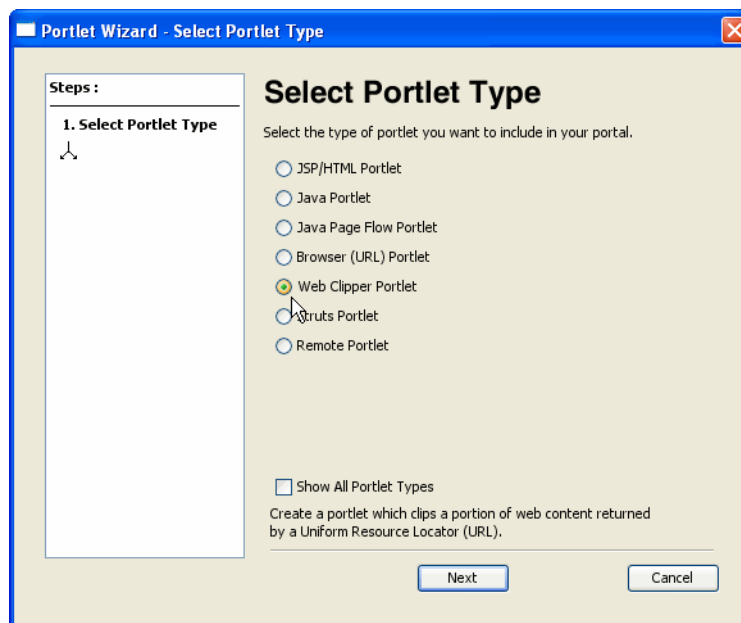 Portlet Wizard - Select Portlet Type
Steps :
1. Select Portlet Type
Select Portlet Type
Select the type of portlet you want to include in your portal.
JSP/HTML Portlet
Java Portlet
Java Page Flow Portlet
Browser (URL) Portlet
Web Clipper Portlet
Struts Portlet
Remote Portlet
Show All Portlet Types
Create a portlet which clips a portion of web content returned
by a Uniform Resource Locator (URL).
Next
Cancel